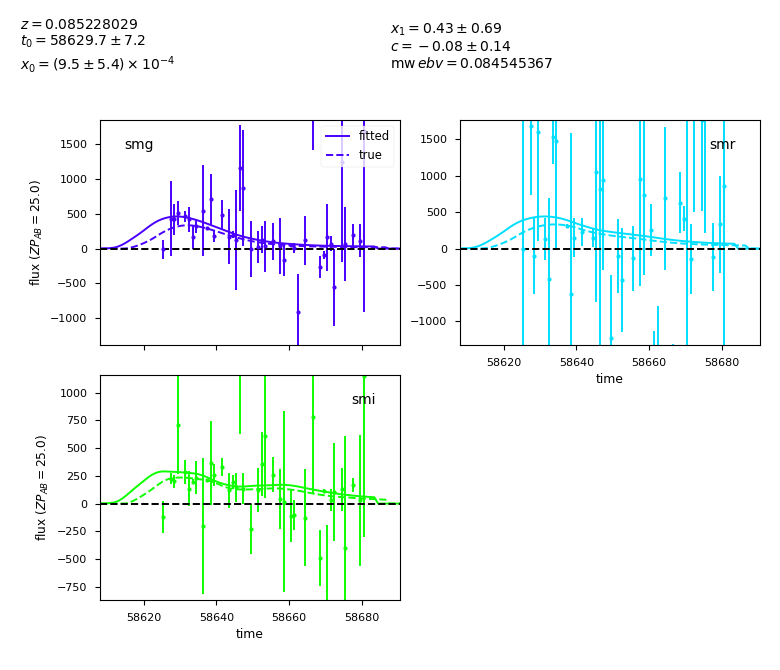 z = 0.085228029
t₀ = 58629.7 ± 7.2
x₀ = (9.5 ± 5.4) × 10⁻⁴
x₁ = 0.43 ± 0.69
c = −0.08 ± 0.14
mw ebv = 0.084545367
smg
fitted
true
1500
1000
500
0
−500
−1000
flux (ZP_AB = 25.0)
smr
1500
1000
500
0
−500
−1000
58620 58640 58660 58680
time
smi
1000
750
500
250
0
−250
−500
−750
flux (ZP_AB = 25.0)
58620 58640 58660 58680
time